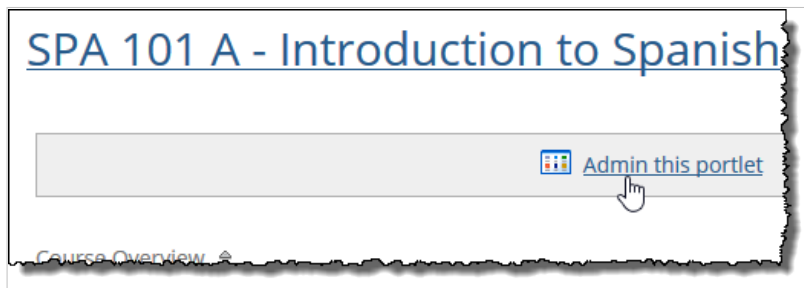 SPA 101 A - Introduction to Spanish
Admin this portlet
Course Overview